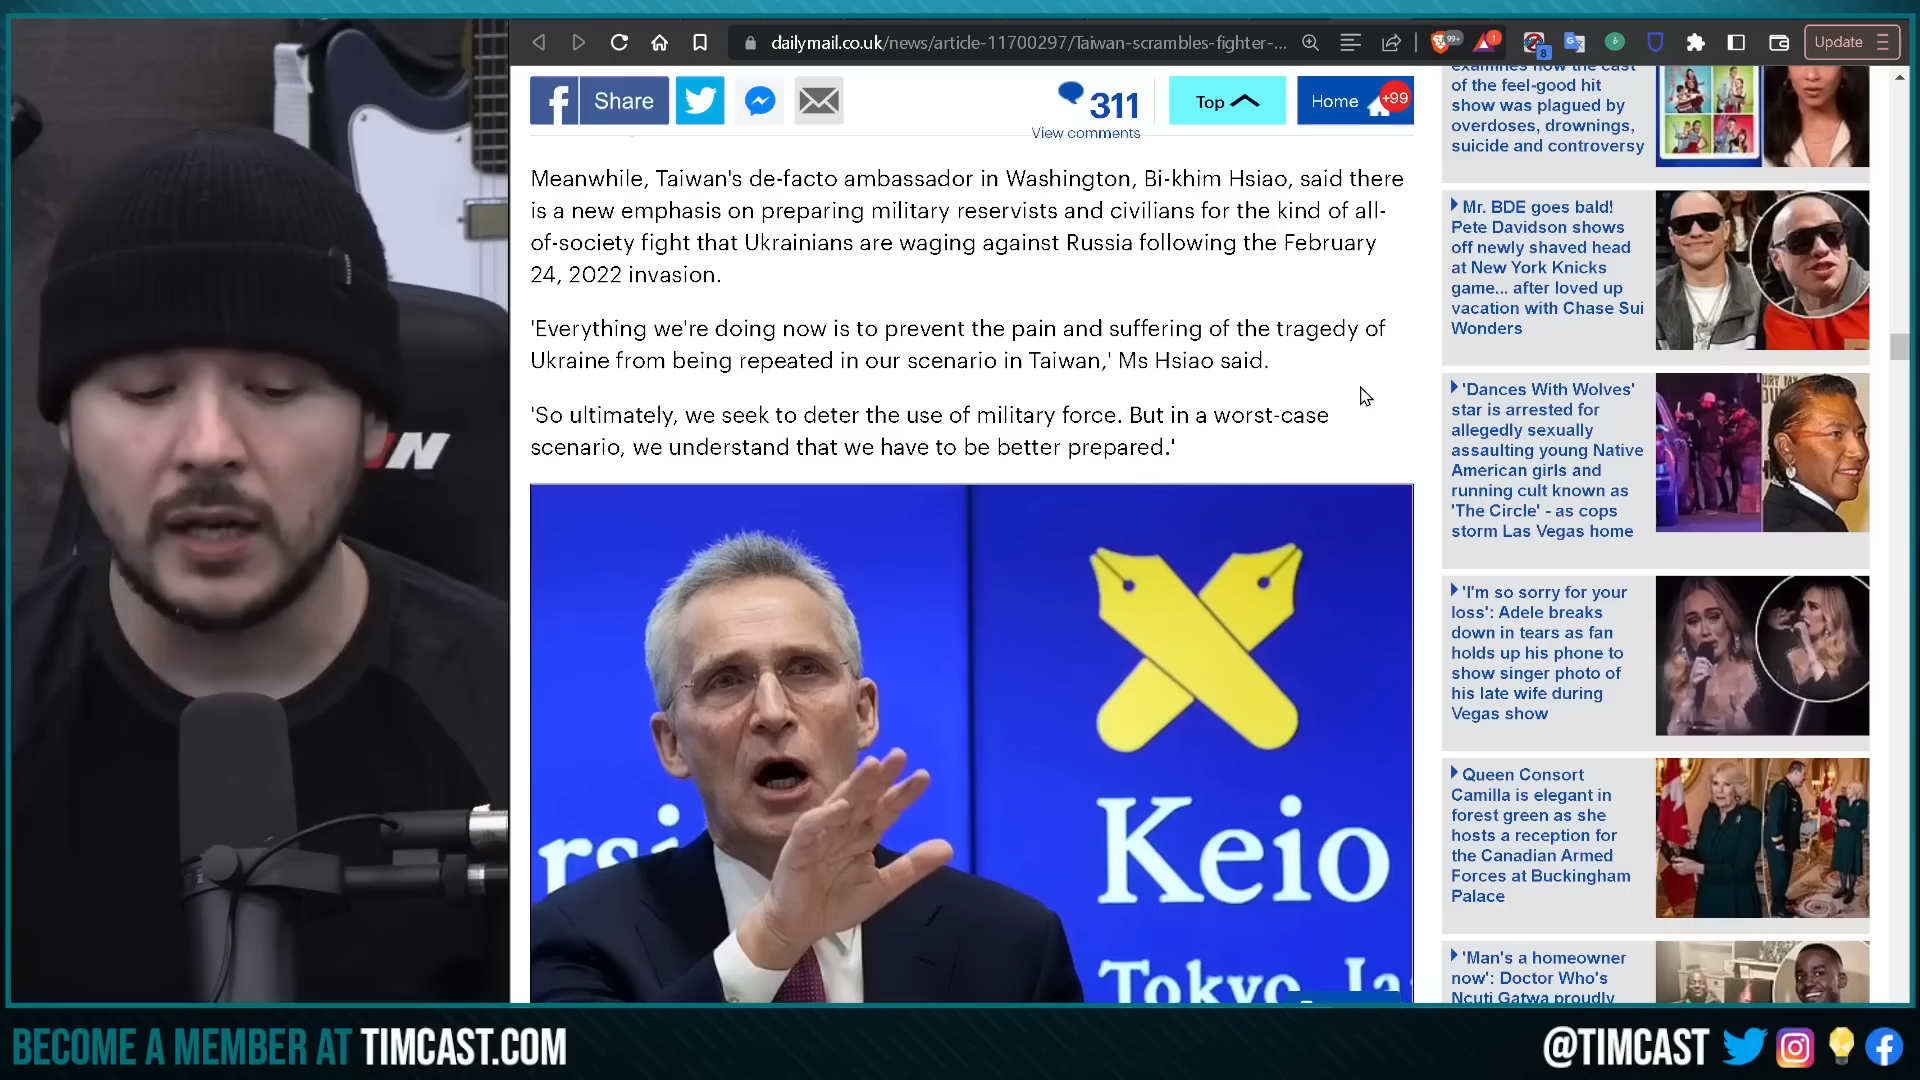 dailymail.co.uk/news/article-11700297/Taiwan-scrambles-fighter-...
99+
1
8
Update
Share
311
View comments
Top
Home
+99
Meanwhile, Taiwan's de-facto ambassador in Washington, Bi-khim Hsiao, said there
is a new emphasis on preparing military reservists and civilians for the kind of all-
of-society fight that Ukrainians are waging against Russia following the February
24, 2022 invasion.
'Everything we're doing now is to prevent the pain and suffering of the tragedy of
Ukraine from being repeated in our scenario in Taiwan,' Ms Hsiao said.
'So ultimately, we seek to deter the use of military force. But in a worst-case
scenario, we understand that we have to be better prepared.'
Keio
Tokyo, Ja
examines how the cast
of the feel-good hit
show was plagued by
overdoses, drownings,
suicide and controversy
Mr. BDE goes bald!
Pete Davidson shows
off newly shaved head
at New York Knicks
game... after loved up
vacation with Chase Sui
Wonders
'Dances With Wolves'
star is arrested for
allegedly sexually
assaulting young Native
American girls and
running cult known as
'The Circle' - as cops
storm Las Vegas home
'I'm so sorry for your
loss': Adele breaks
down in tears as fan
holds up his phone to
show singer photo of
his late wife during
Vegas show
Queen Consort
Camilla is elegant in
forest green as she
hosts a reception for
the Canadian Armed
Forces at Buckingham
Palace
'Man's a homeowner
now': Doctor Who's
Ncuti Gatwa proudly
BECOME A MEMBER AT TIMCAST.COM
@TIMCAST